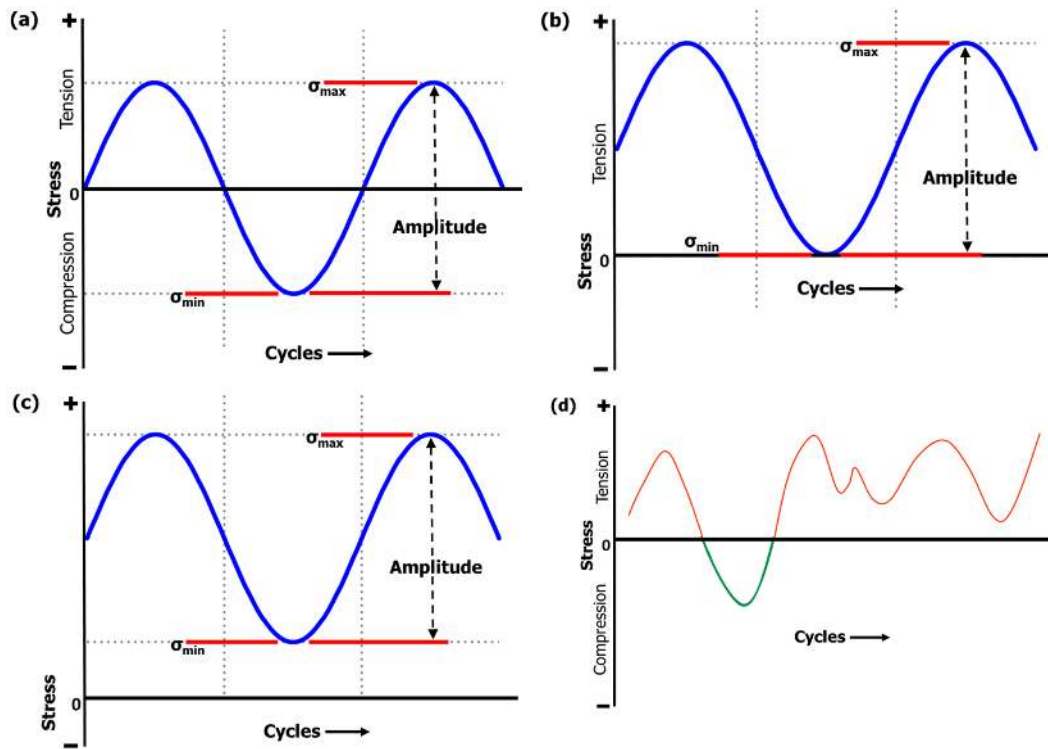 (a)
+
Tension
σmax
0
Stress
Amplitude
Compression
σmin
Cycles
−
(b)
+
σmax
Tension
Amplitude
σmin
Stress
0
Cycles
−
(c)
+
σmax
Amplitude
σmin
Stress
0
Cycles
−
(d)
+
Tension
Stress
0
Compression
Cycles
−